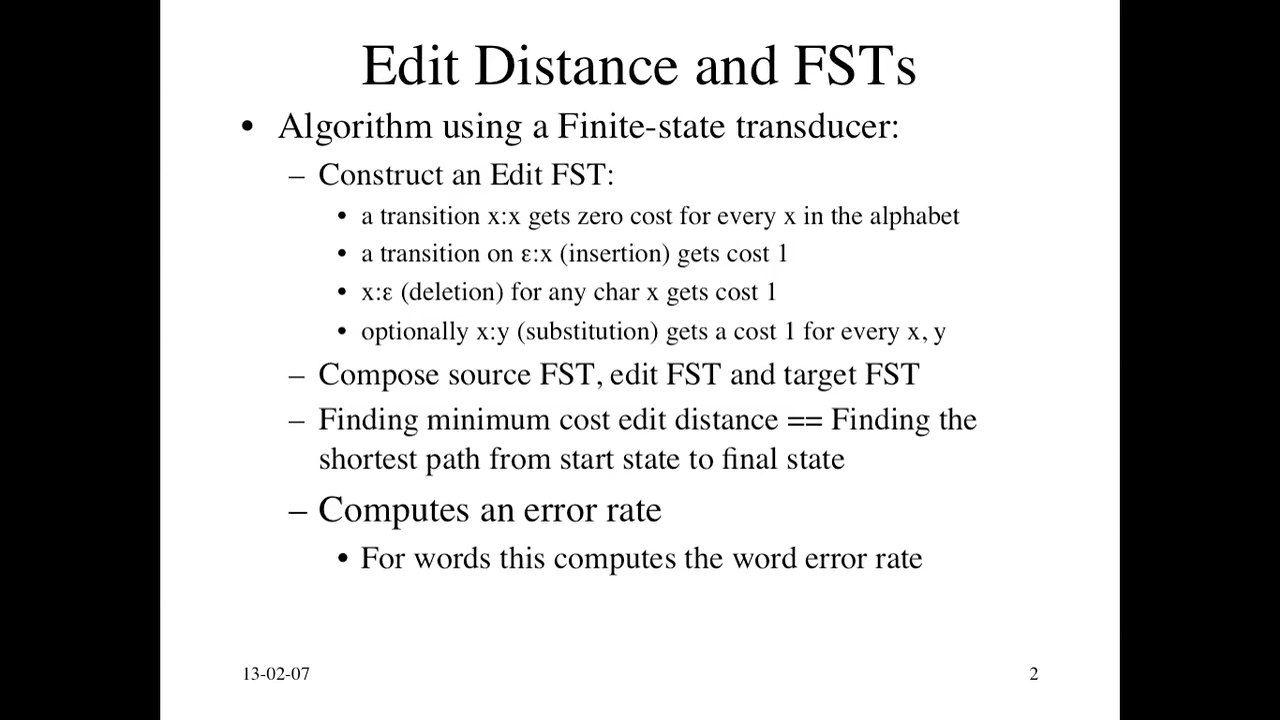 Edit Distance and FSTs
• Algorithm using a Finite-state transducer:
– Construct an Edit FST:
• a transition x:x gets zero cost for every x in the alphabet
• a transition on ε:x (insertion) gets cost 1
• x:ε (deletion) for any char x gets cost 1
• optionally x:y (substitution) gets a cost 1 for every x, y
– Compose source FST, edit FST and target FST
– Finding minimum cost edit distance == Finding the
shortest path from start state to final state
– Computes an error rate
• For words this computes the word error rate
13-02-07
2